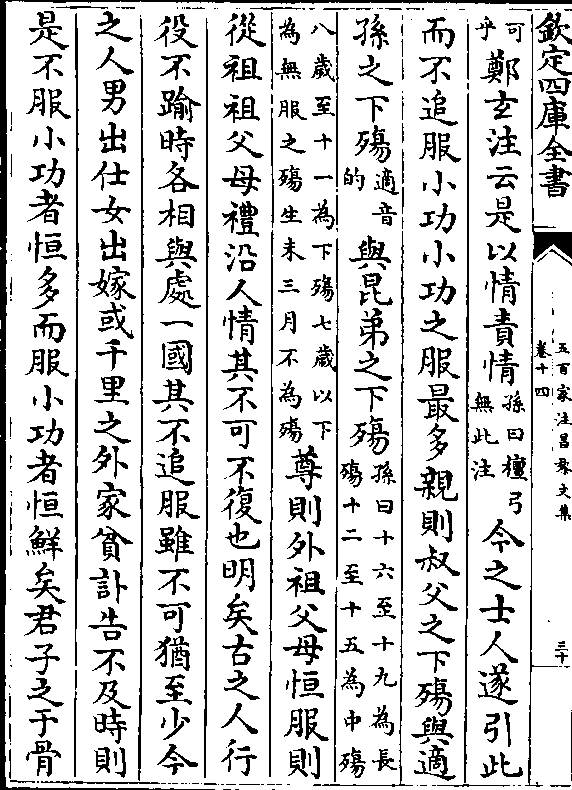 欽定四庫全書
五百家注昌黎文集
卷十四
三十
可
乎鄭玄注云是以情責情孫曰檀弓
無此注今之士人遂引此
而不追服小功小功之服最多親則叔父之下殤與適
孫之下殤適音
的與昆弟之下殤孫曰十六至十九為長
殤十二至十五為中殤
八歲至十一為下殤七歲以下
為無服之殤生未三月不為殤尊則外祖父母恒服則
從祖祖父母禮沿人情其不可不復也明矣古之人行
役不踰時各相與處一國其不追服雖不可猶至少今
之人男出仕女出嫁或千里之外家貧訃告不及時則
是不服小功者恒多而服小功者恒鮮矣君子之于骨